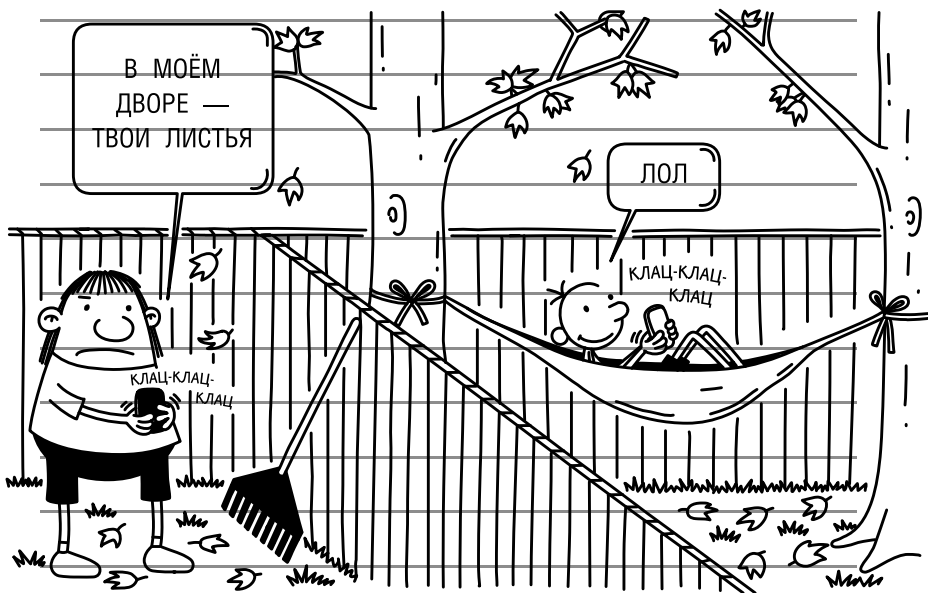 В МОЁМ
ДВОРЕ —
ТВОИ ЛИСТЬЯ
ЛОЛ
КЛАЦ-КЛАЦ-
КЛАЦ
КЛАЦ-КЛАЦ-
КЛАЦ